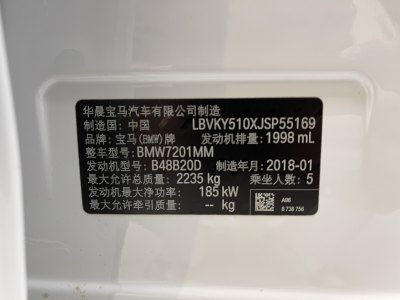 华晨宝马汽车有限公司制造
制造国：中国 LBVKY510XJSP55169
品牌：宝马(BMW)牌 发动机排量：1998 mL
整车型号：BMW7201MM
发动机型号：B48B20D 制造年月：2018-01
最大允许总质量：2235 kg 乘坐人数：5
发动机最大净功率：185 kW
最大允许牵引质量：-- kg
A96
8 738 756